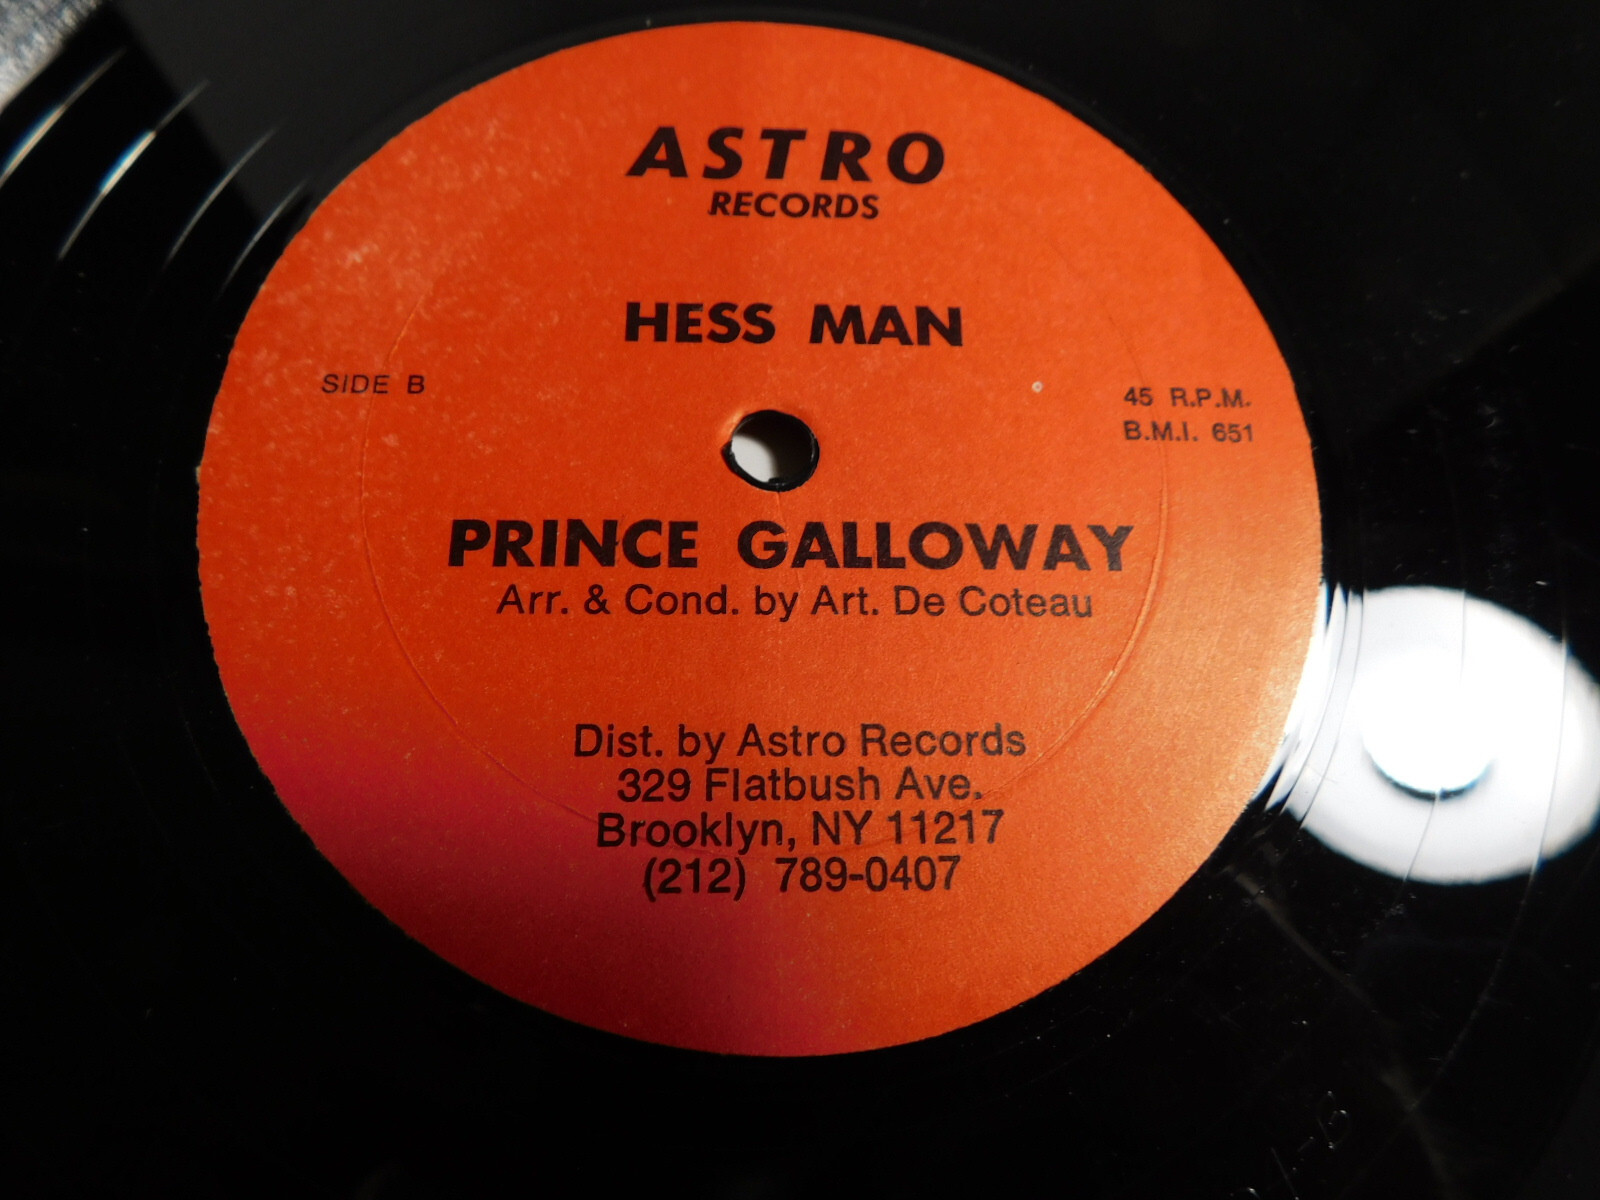 ASTRO
RECORDS
HESS MAN
SIDE B
45 R.P.M.
B.M.I. 651
PRINCE GALLOWAY
Arr. & Cond. by Art. De Coteau
Dist. by Astro Records
329 Flatbush Ave.
Brooklyn, NY 11217
(212) 789-0407